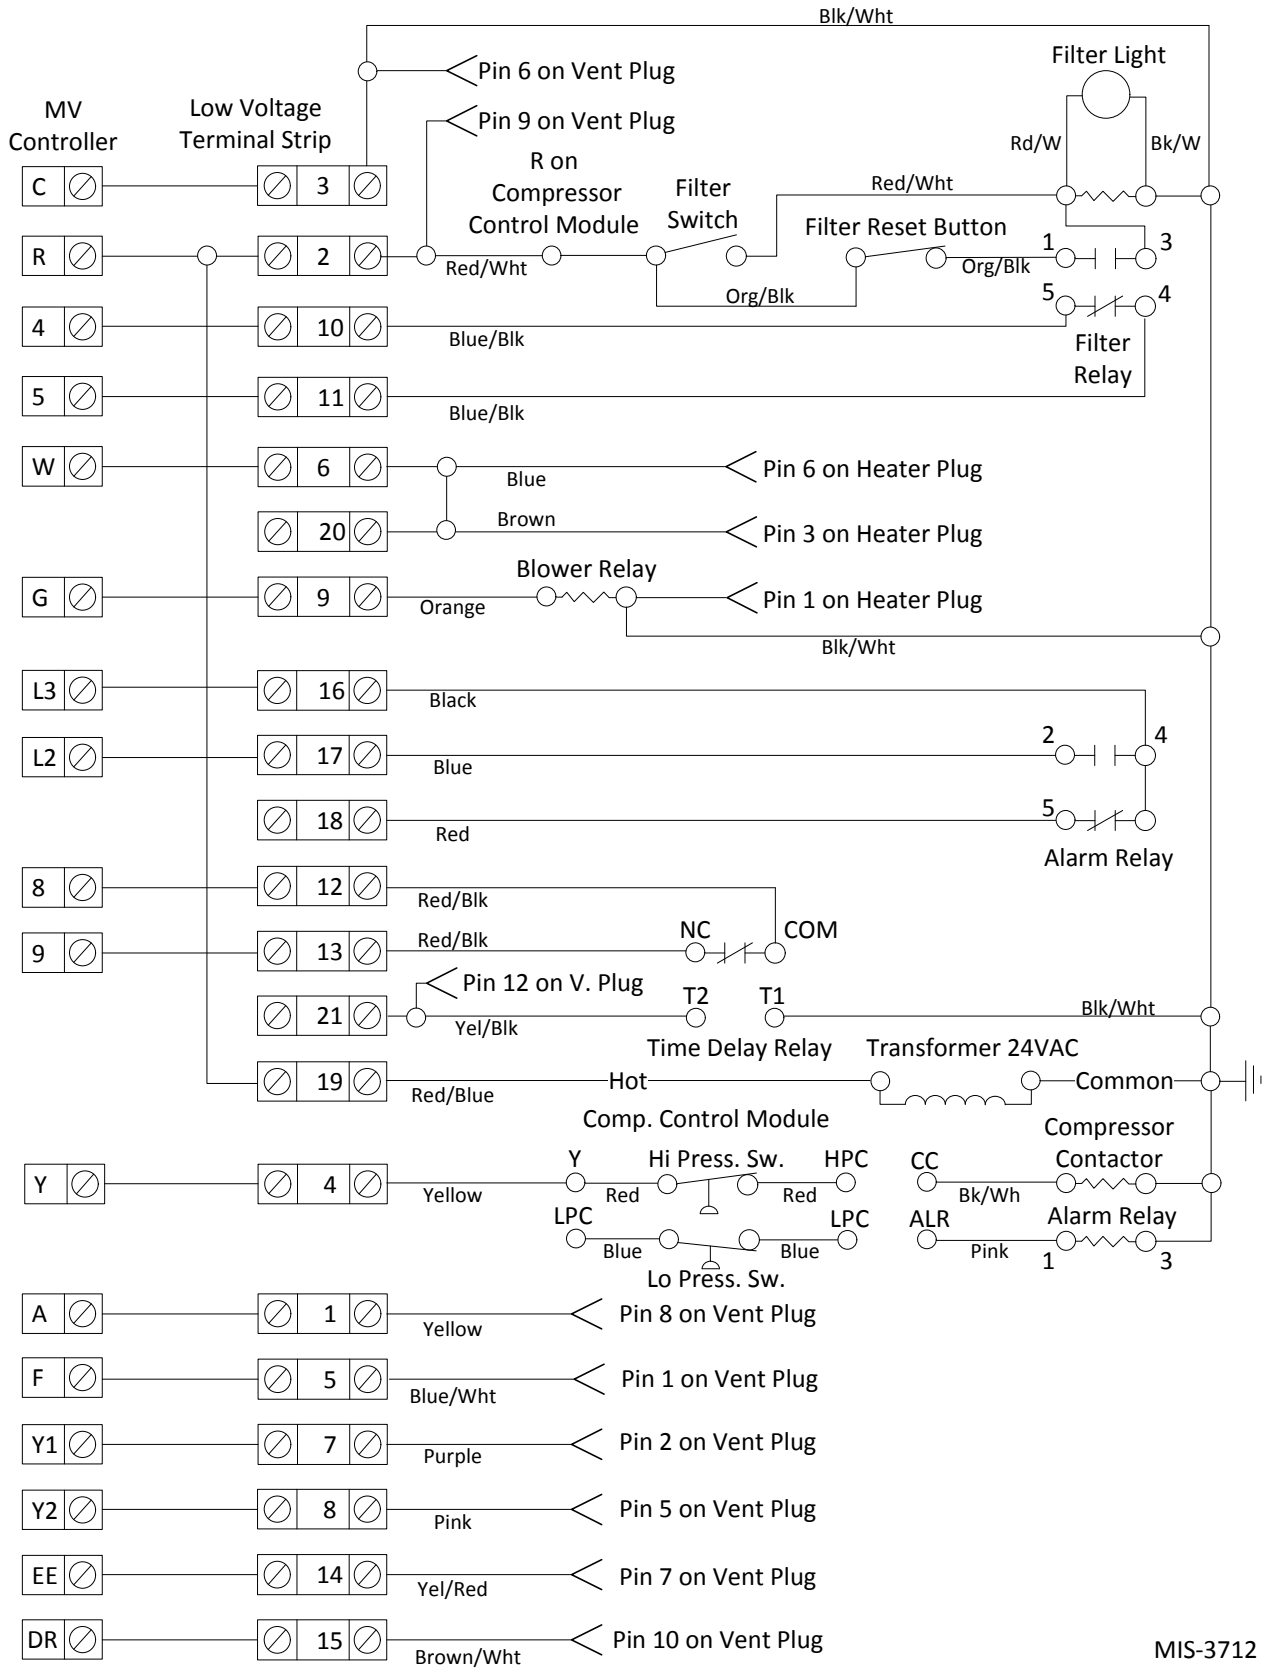 Blk/Wht
Filter Light
Pin 6 on Vent Plug
MV
Controller
Low Voltage
Terminal Strip
Pin 9 on Vent Plug
Rd/W
Bk/W
R on
Compressor
Control Module
Filter
Switch
Red/Wht
C
3
Filter Reset Button
1
3
R
2
Red/Wht
Org/Blk
Org/Blk
5
4
4
10
Blue/Blk
Filter
Relay
5
11
Blue/Blk
W
6
Blue
Pin 6 on Heater Plug
20
Brown
Pin 3 on Heater Plug
Blower Relay
G
9
Orange
Pin 1 on Heater Plug
Blk/Wht
L3
16
Black
2
4
L2
17
Blue
18
Red
5
Alarm Relay
8
12
Red/Blk
NC
COM
9
13
Red/Blk
Pin 12 on V. Plug
T2
T1
Blk/Wht
21
Yel/Blk
Time Delay Relay
Transformer 24VAC
19
Red/Blue
Hot
Common
Comp. Control Module
Compressor
Contactor
Y
Hi Press. Sw.
HPC
CC
Y
4
Yellow
Red
Red
Bk/Wh
LPC
LPC
ALR
Alarm Relay
Blue
Blue
Pink
1
3
Lo Press. Sw.
A
1
Yellow
Pin 8 on Vent Plug
F
5
Blue/Wht
Pin 1 on Vent Plug
Y1
7
Purple
Pin 2 on Vent Plug
Y2
8
Pink
Pin 5 on Vent Plug
EE
14
Yel/Red
Pin 7 on Vent Plug
DR
15
Brown/Wht
Pin 10 on Vent Plug
MIS-3712